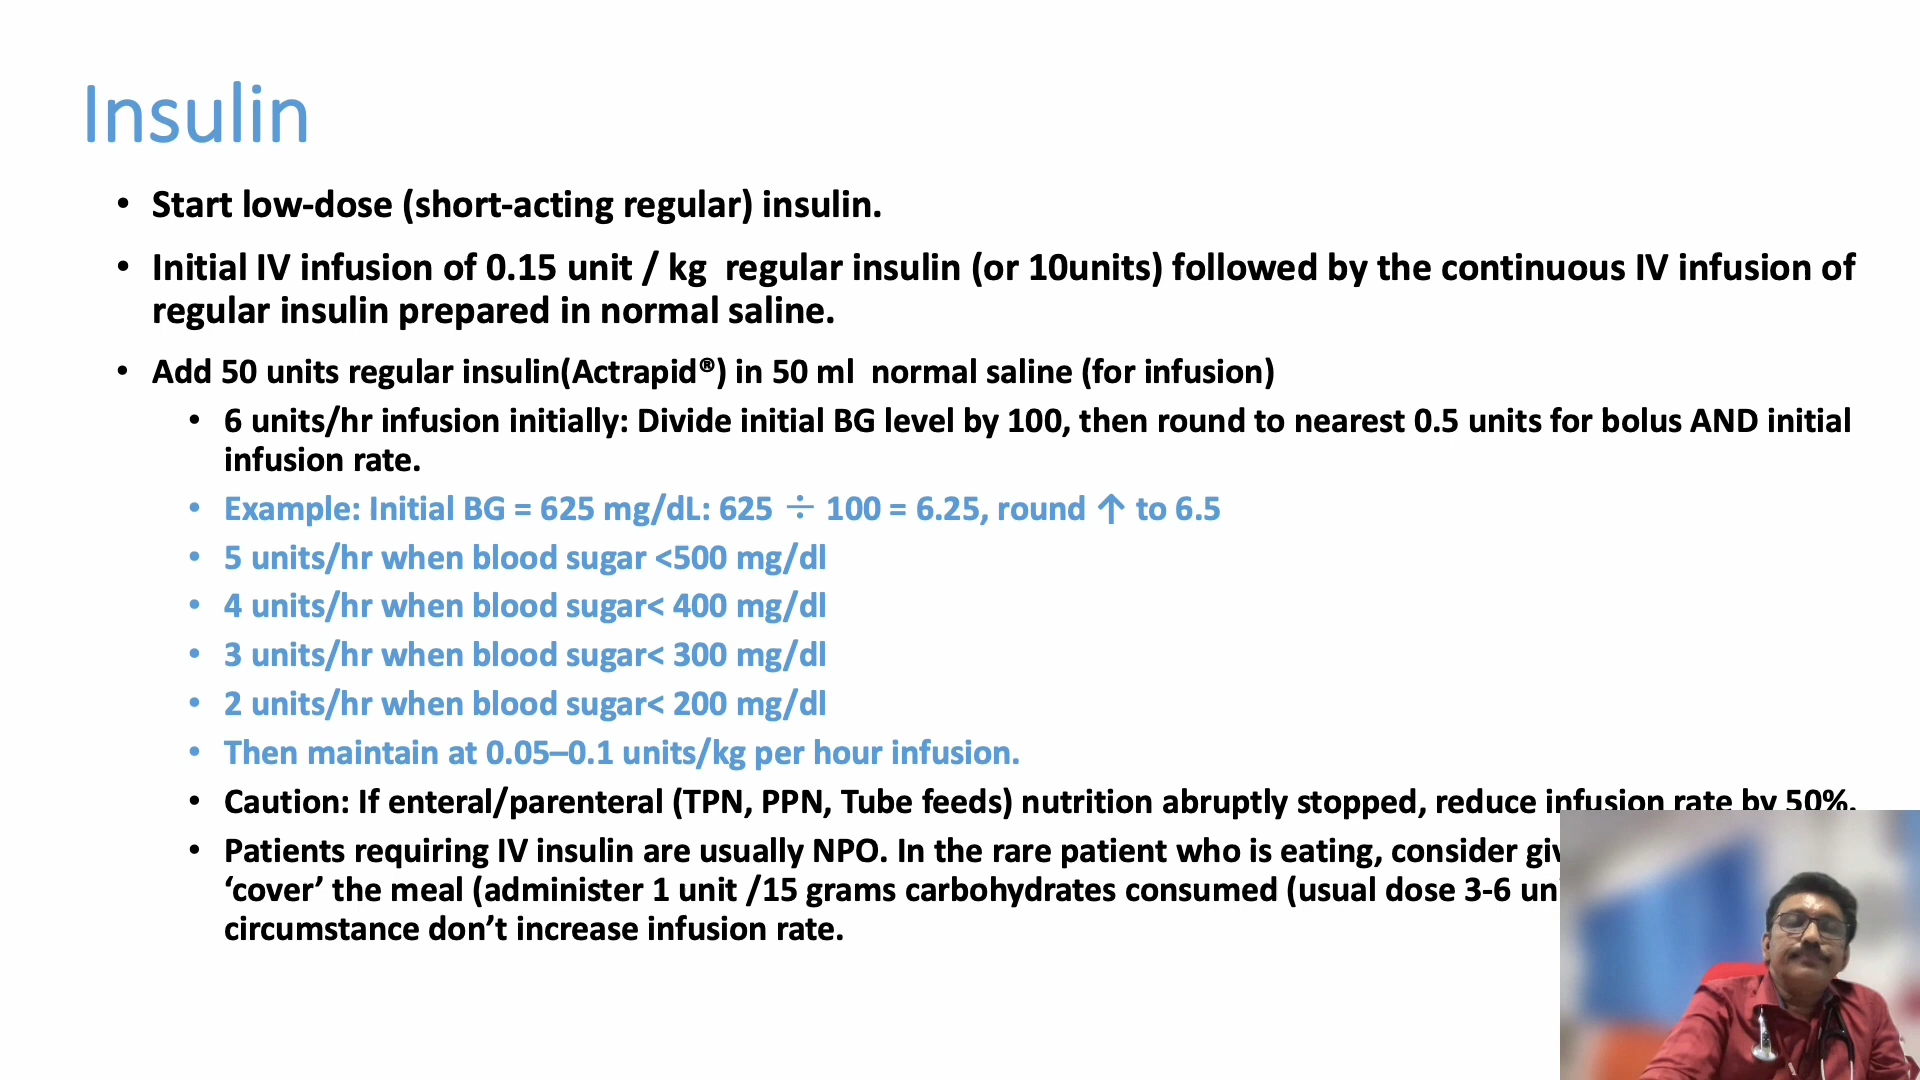 Insulin
• Start low-dose (short-acting regular) insulin.
• Initial IV infusion of 0.15 unit / kg  regular insulin (or 10units) followed by the continuous IV infusion of
regular insulin prepared in normal saline.
• Add 50 units regular insulin(Actrapid®) in 50 ml  normal saline (for infusion)
• 6 units/hr infusion initially: Divide initial BG level by 100, then round to nearest 0.5 units for bolus AND initial
infusion rate.
• Example: Initial BG = 625 mg/dL: 625 ÷ 100 = 6.25, round ↑ to 6.5
• 5 units/hr when blood sugar <500 mg/dl
• 4 units/hr when blood sugar< 400 mg/dl
• 3 units/hr when blood sugar< 300 mg/dl
• 2 units/hr when blood sugar< 200 mg/dl
• Then maintain at 0.05–0.1 units/kg per hour infusion.
• Caution: If enteral/parenteral (TPN, PPN, Tube feeds) nutrition abruptly stopped, reduce infusion rate by 50%.
• Patients requiring IV insulin are usually NPO. In the rare patient who is eating, consider
‘cover’ the meal (administer 1 unit /15 grams carbohydrates consumed (usual dose 3-6
circumstance don’t increase infusion rate.